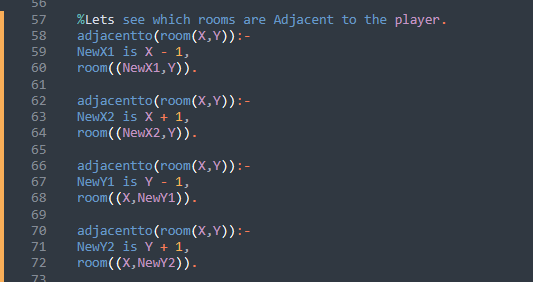 56
57 %Lets see which rooms are Adjacent to the player.
58 adjacentto(room(X,Y)):-
59 NewX1 is X - 1,
60 room((NewX1,Y)).
61
62 adjacentto(room(X,Y)):-
63 NewX2 is X + 1,
64 room((NewX2,Y)).
65
66 adjacentto(room(X,Y)):-
67 NewY1 is Y - 1,
68 room((X,NewY1)).
69
70 adjacentto(room(X,Y)):-
71 NewY2 is Y + 1,
72 room((X,NewY2)).
73